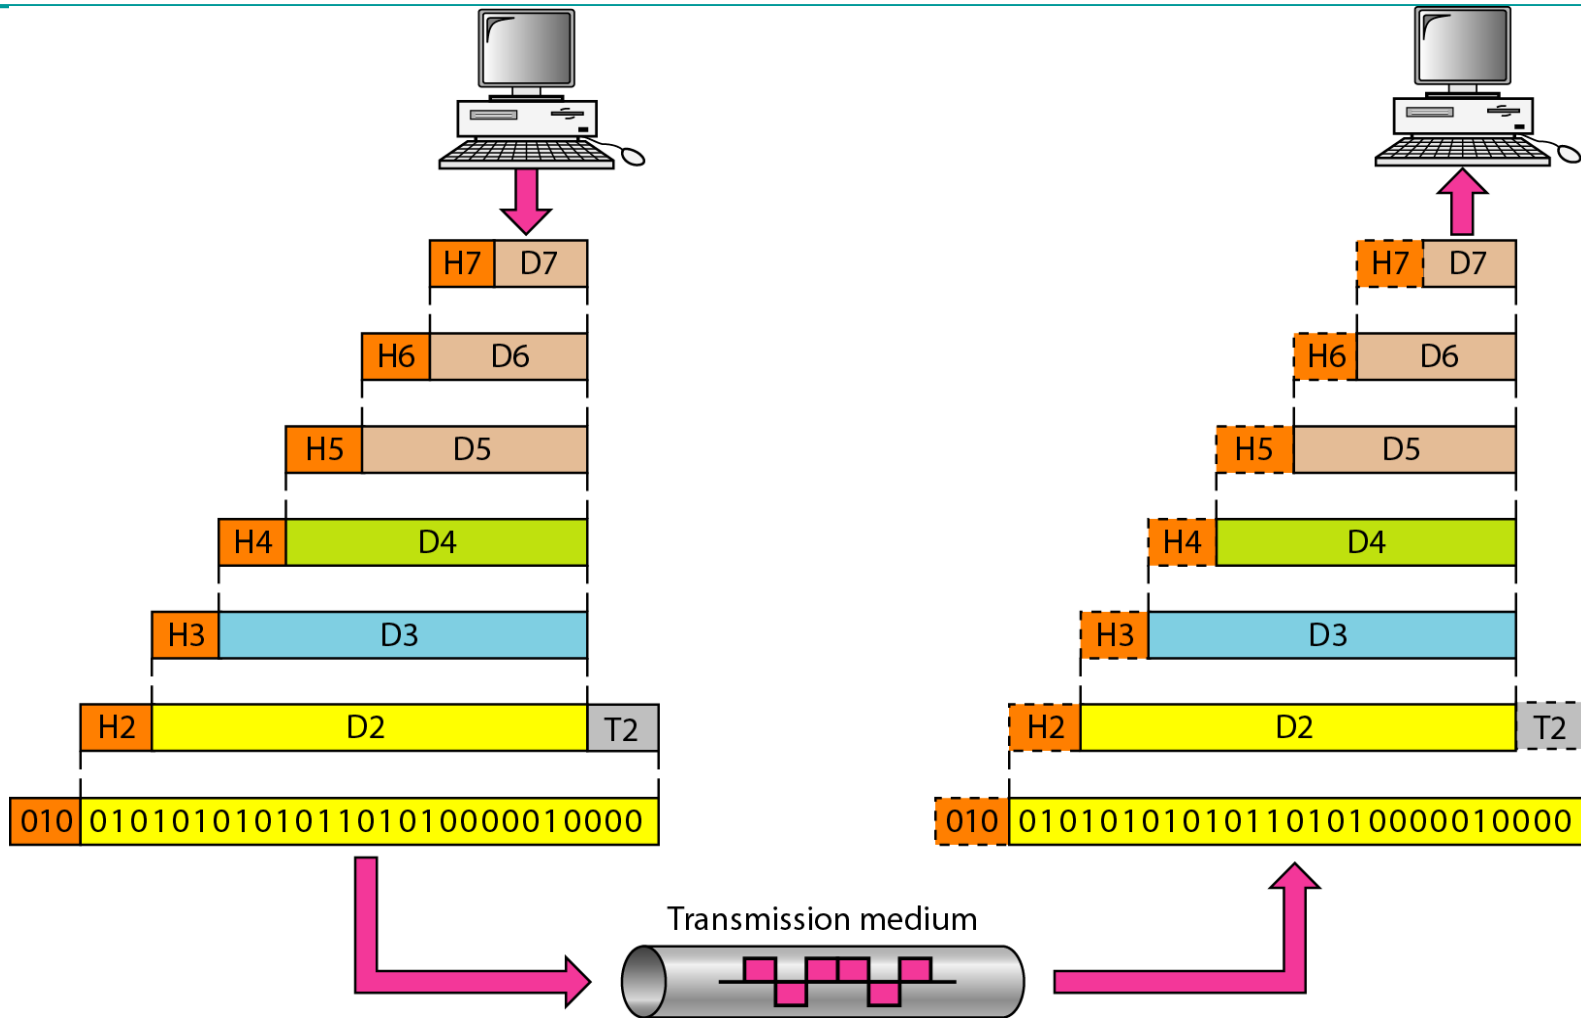 H7 D7
H7 D7
H6 D6
H6 D6
H5 D5
H5 D5
H4 D4
H4 D4
H3 D3
H3 D3
H2 D2 T2
H2 D2 T2
010 010101010101101010000010000
010 010101010101101010000010000
Transmission medium